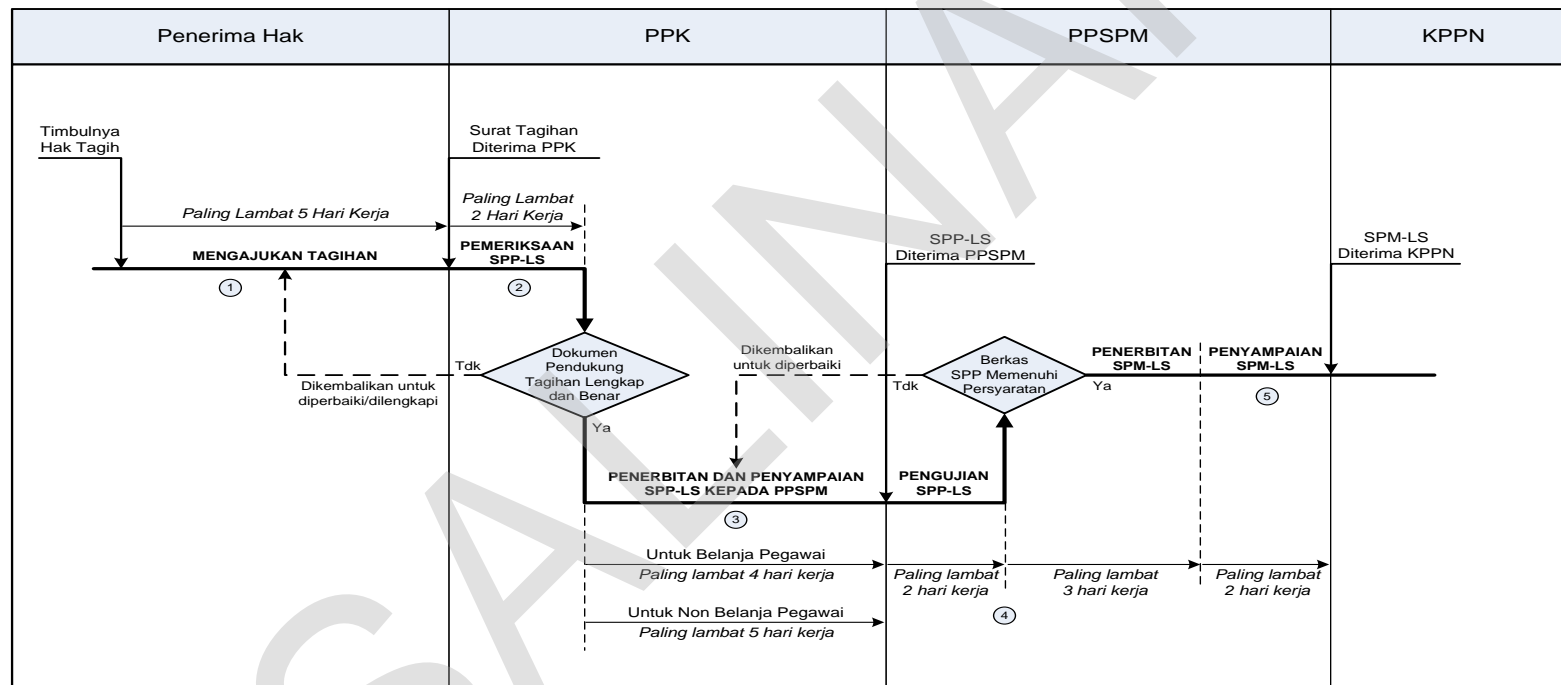 Penerima Hak
PPK
PPSPM
KPPN
Timbulnya
Hak Tagih
Surat Tagihan
Diterima PPK
Paling Lambat 5 Hari Kerja
Paling Lambat
2 Hari Kerja
MENGAJUKAN TAGIHAN
1
PEMERIKSAAN
SPP-LS
2
SPP-LS
Diterima PPSPM
SPM-LS
Diterima KPPN
Dokumen
Pendukung
Tagihan Lengkap
dan Benar
Tdk
Dikembalikan untuk
diperbaiki/dilengkapi
Ya
Dikembalikan
untuk diperbaiki
Tdk
Berkas
SPP Memenuhi
Persyaratan
Ya
PENERBITAN
SPM-LS
PENYAMPAIAN
SPM-LS
5
PENERBITAN DAN PENYAMPAIAN
SPP-LS KEPADA PPSPM
3
PENGUJIAN
SPP-LS
Untuk Belanja Pegawai
Paling lambat 4 hari kerja
Paling lambat
2 hari kerja
Paling lambat
3 hari kerja
Paling lambat
2 hari kerja
4
Untuk Non Belanja Pegawai
Paling lambat 5 hari kerja
SALINAN